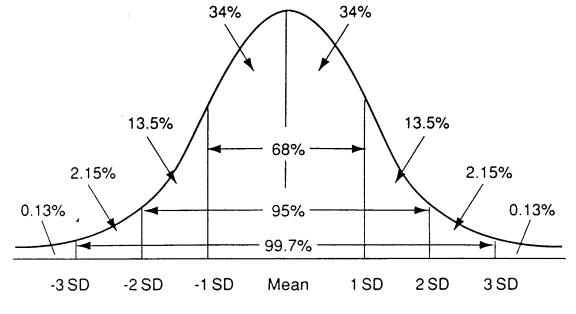 34% 34%
13.5% 13.5%
68%
2.15% 2.15%
0.13% 95% 0.13%
99.7%
-3 SD -2 SD -1 SD Mean 1 SD 2 SD 3 SD